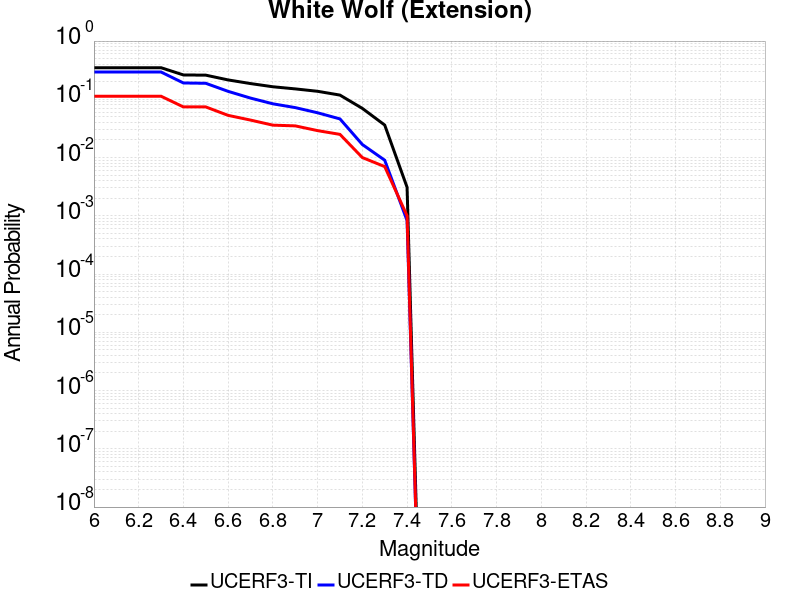 White Wolf (Extension)
10^0
10^-1
10^-2
10^-3
10^-4
10^-5
10^-6
10^-7
10^-8
Annual Probability
6 6.2 6.4 6.6 6.8 7 7.2 7.4 7.6 7.8 8 8.2 8.4 8.6 8.8 9
Magnitude
UCERF3-TI UCERF3-TD UCERF3-ETAS